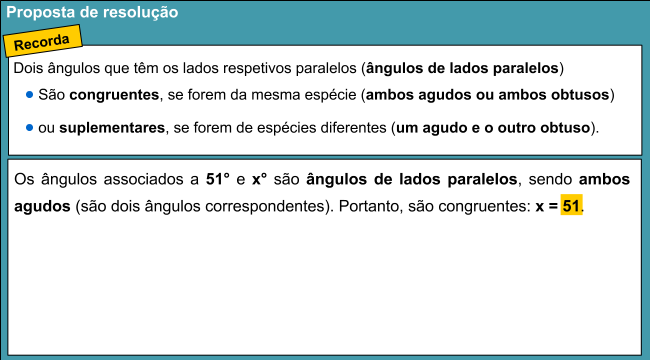 Proposta de resolução
Recorda
Dois ângulos que têm os lados respetivos paralelos (ângulos de lados paralelos)
• São congruentes, se forem da mesma espécie (ambos agudos ou ambos obtusos)
• ou suplementares, se forem de espécies diferentes (um agudo e o outro obtuso).
Os ângulos associados a 51° e x° são ângulos de lados paralelos, sendo ambos
agudos (são dois ângulos correspondentes). Portanto, são congruentes: x = 51.